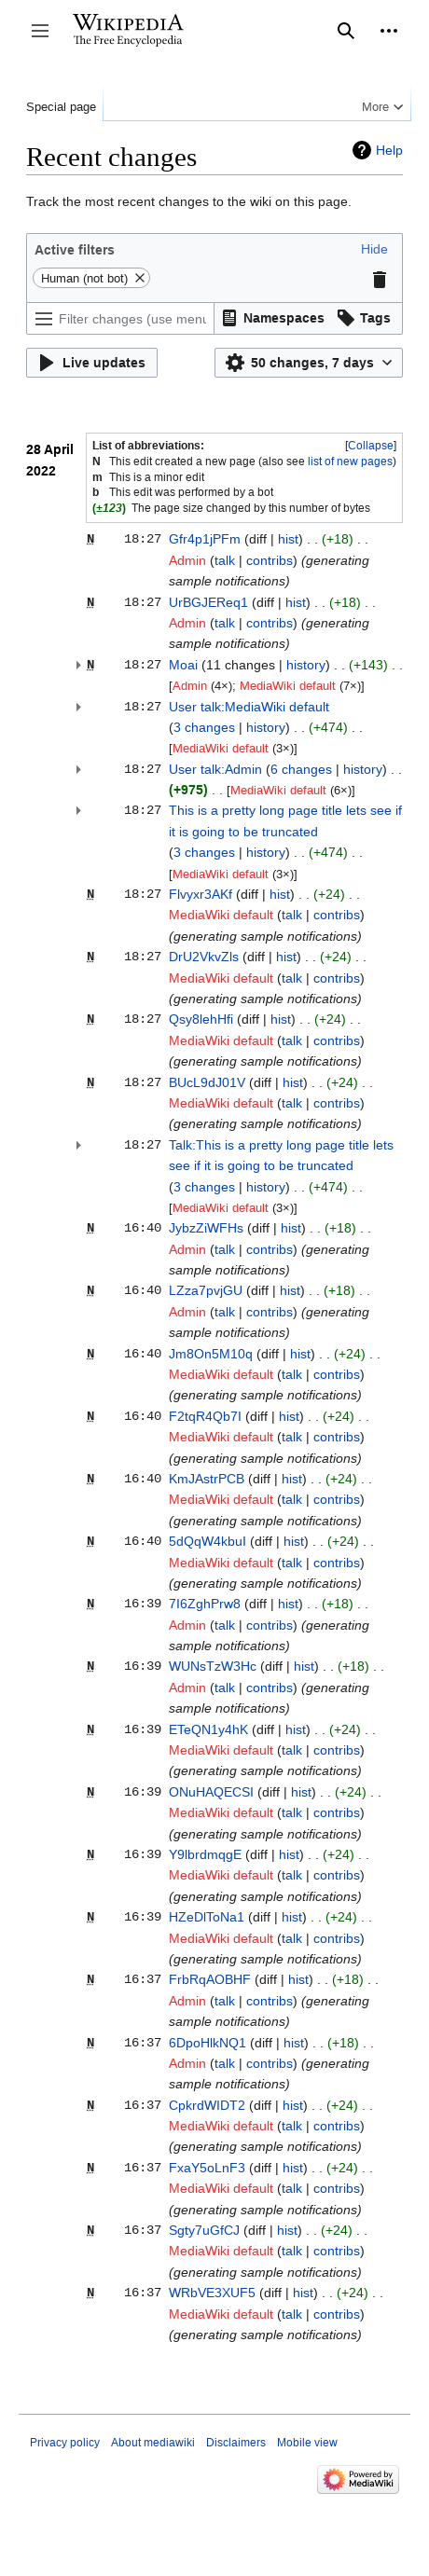 WIKIPEDIA
The Free Encyclopedia
Special page More
Recent changes
Help
Track the most recent changes to the wiki on this page.
Active filters Hide
Human (not bot)
Filter changes (use menu Namespaces Tags
Live updates 50 changes, 7 days
28 April
2022
List of abbreviations: [Collapse]
N This edit created a new page (also see list of new pages)
m This is a minor edit
b This edit was performed by a bot
(±123) The page size changed by this number of bytes
N 18:27 Gfr4p1jPFm (diff | hist) . . (+18) . .
Admin (talk | contribs) (generating
sample notifications)
N 18:27 UrBGJEReq1 (diff | hist) . . (+18) . .
Admin (talk | contribs) (generating
sample notifications)
N 18:27 Moai (11 changes | history) . . (+143) . .
[Admin (4×); MediaWiki default (7×)]
18:27 User talk:MediaWiki default
(3 changes | history) . . (+474) . .
[MediaWiki default (3×)]
18:27 User talk:Admin (6 changes | history) . .
(+975) . . [MediaWiki default (6×)]
18:27 This is a pretty long page title lets see if
it is going to be truncated
(3 changes | history) . . (+474) . .
[MediaWiki default (3×)]
N 18:27 Flvyxr3AKf (diff | hist) . . (+24) . .
MediaWiki default (talk | contribs)
(generating sample notifications)
N 18:27 DrU2VkvZls (diff | hist) . . (+24) . .
MediaWiki default (talk | contribs)
(generating sample notifications)
N 18:27 Qsy8lehHfi (diff | hist) . . (+24) . .
MediaWiki default (talk | contribs)
(generating sample notifications)
N 18:27 BUcL9dJ01V (diff | hist) . . (+24) . .
MediaWiki default (talk | contribs)
(generating sample notifications)
18:27 Talk:This is a pretty long page title lets
see if it is going to be truncated
(3 changes | history) . . (+474) . .
[MediaWiki default (3×)]
N 16:40 JybzZiWFHs (diff | hist) . . (+18) . .
Admin (talk | contribs) (generating
sample notifications)
N 16:40 LZza7pvjGU (diff | hist) . . (+18) . .
Admin (talk | contribs) (generating
sample notifications)
N 16:40 Jm8On5M10q (diff | hist) . . (+24) . .
MediaWiki default (talk | contribs)
(generating sample notifications)
N 16:40 F2tqR4Qb7I (diff | hist) . . (+24) . .
MediaWiki default (talk | contribs)
(generating sample notifications)
N 16:40 KmJAstrPCB (diff | hist) . . (+24) . .
MediaWiki default (talk | contribs)
(generating sample notifications)
N 16:40 5dQqW4kbuI (diff | hist) . . (+24) . .
MediaWiki default (talk | contribs)
(generating sample notifications)
N 16:39 7I6ZghPrw8 (diff | hist) . . (+18) . .
Admin (talk | contribs) (generating
sample notifications)
N 16:39 WUNsTzW3Hc (diff | hist) . . (+18) . .
Admin (talk | contribs) (generating
sample notifications)
N 16:39 ETeQN1y4hK (diff | hist) . . (+24) . .
MediaWiki default (talk | contribs)
(generating sample notifications)
N 16:39 ONuHAQECSI (diff | hist) . . (+24) . .
MediaWiki default (talk | contribs)
(generating sample notifications)
N 16:39 Y9lbrdmqgE (diff | hist) . . (+24) . .
MediaWiki default (talk | contribs)
(generating sample notifications)
N 16:39 HZeDlToNa1 (diff | hist) . . (+24) . .
MediaWiki default (talk | contribs)
(generating sample notifications)
N 16:37 FrbRqAOBHF (diff | hist) . . (+18) . .
Admin (talk | contribs) (generating
sample notifications)
N 16:37 6DpoHlkNQ1 (diff | hist) . . (+18) . .
Admin (talk | contribs) (generating
sample notifications)
N 16:37 CpkrdWIDT2 (diff | hist) . . (+24) . .
MediaWiki default (talk | contribs)
(generating sample notifications)
N 16:37 FxaY5oLnF3 (diff | hist) . . (+24) . .
MediaWiki default (talk | contribs)
(generating sample notifications)
N 16:37 Sgty7uGfCJ (diff | hist) . . (+24) . .
MediaWiki default (talk | contribs)
(generating sample notifications)
N 16:37 WRbVE3XUF5 (diff | hist) . . (+24) . .
MediaWiki default (talk | contribs)
(generating sample notifications)
Privacy policy About mediawiki Disclaimers Mobile view
Powered by
MediaWiki